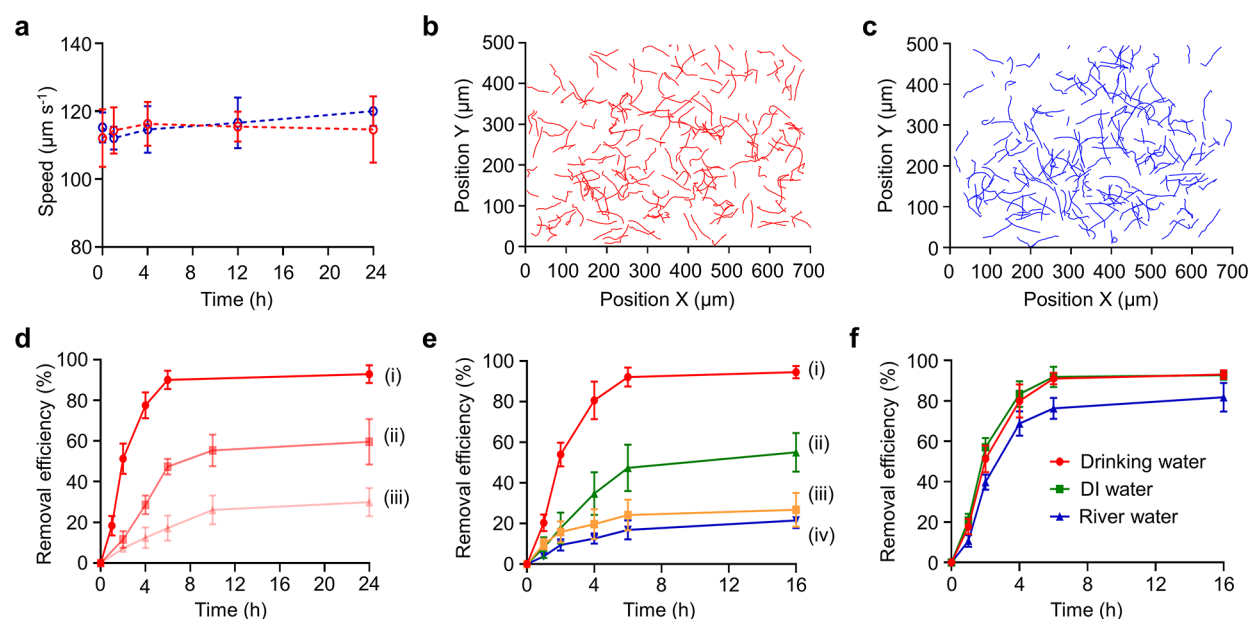 a
140
120
100
80
Speed (µm s⁻¹)
0 4 8 12 16 20 24
Time (h)
b
500
400
300
200
100
0
Position Y (µm)
0 100 200 300 400 500 600 700
Position X (µm)
c
500
400
300
200
100
0
Position Y (µm)
0 100 200 300 400 500 600 700
Position X (µm)
d
100
80
60
40
20
0
Removal efficiency (%)
(i)
(ii)
(iii)
0 4 8 12 16 20 24
Time (h)
e
100
80
60
40
20
0
Removal efficiency (%)
(i)
(ii)
(iii)
(iv)
0 4 8 12 16
Time (h)
f
100
80
60
40
20
0
Removal efficiency (%)
Drinking water
DI water
River water
0 4 8 12 16
Time (h)